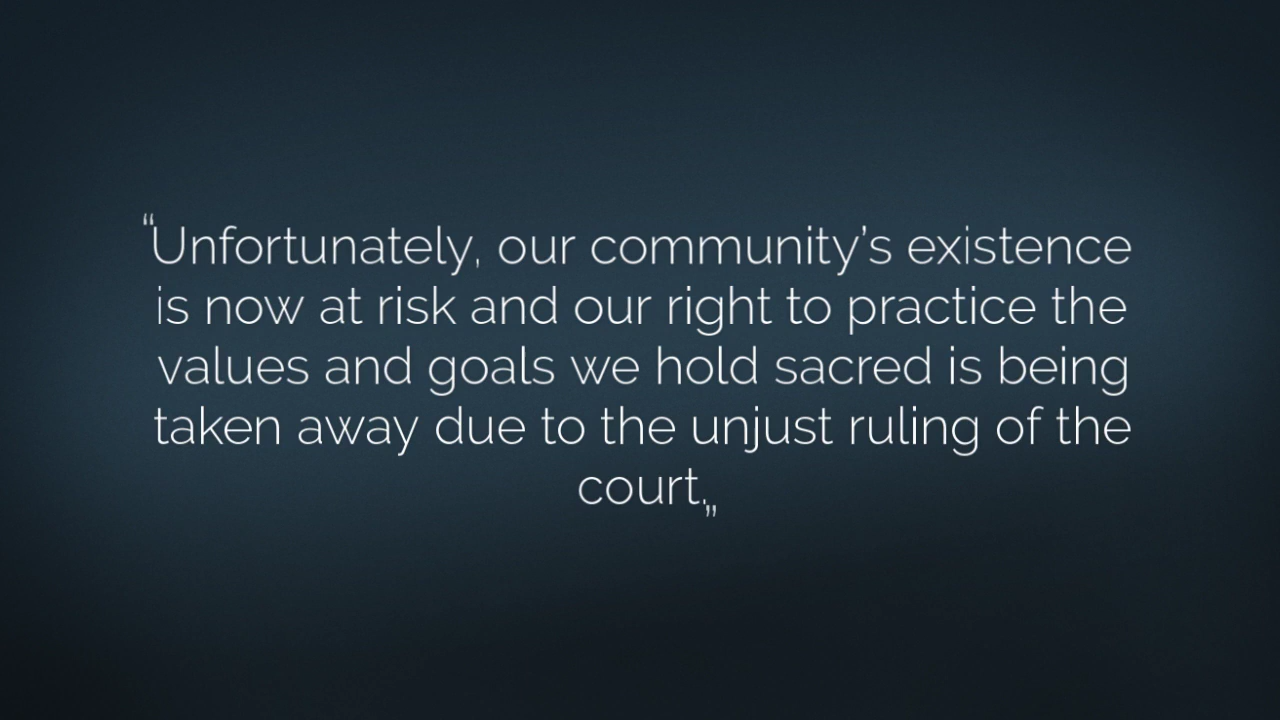 “Unfortunately, our community’s existence
is now at risk and our right to practice the
values and goals we hold sacred is being
taken away due to the unjust ruling of the
court.”